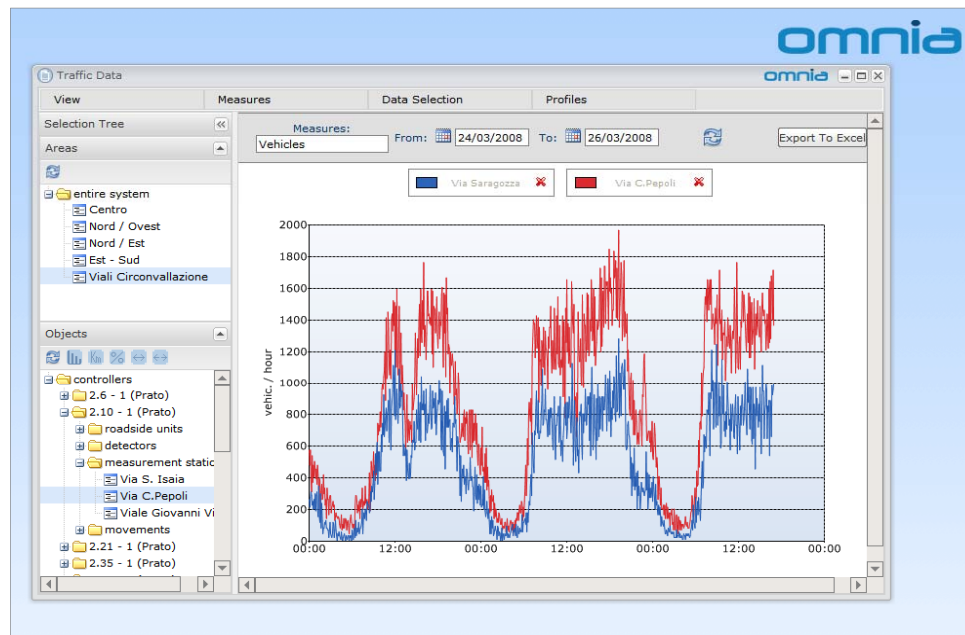 omnia
Traffic Data
omnia
View Measures Data Selection Profiles
Selection Tree
Measures:
Vehicles
From: 24/03/2008 To: 26/03/2008
Export To Excel
Areas
entire system
Centro
Nord / Ovest
Nord / Est
Est - Sud
Viali Circonvallazione
Objects
Km %
controllers
2.6 - 1 (Prato)
2.10 - 1 (Prato)
roadside units
detectors
measurement static
Via S. Isaia
Via C.Pepoli
Viale Giovanni Vi
movements
2.21 - 1 (Prato)
2.35 - 1 (Prato)
Via Saragozza Via C.Pepoli
2000
1800
1600
1400
1200
1000
800
600
400
200
0
vehic. / hour
00:00 12:00 00:00 12:00 00:00 12:00 00:00